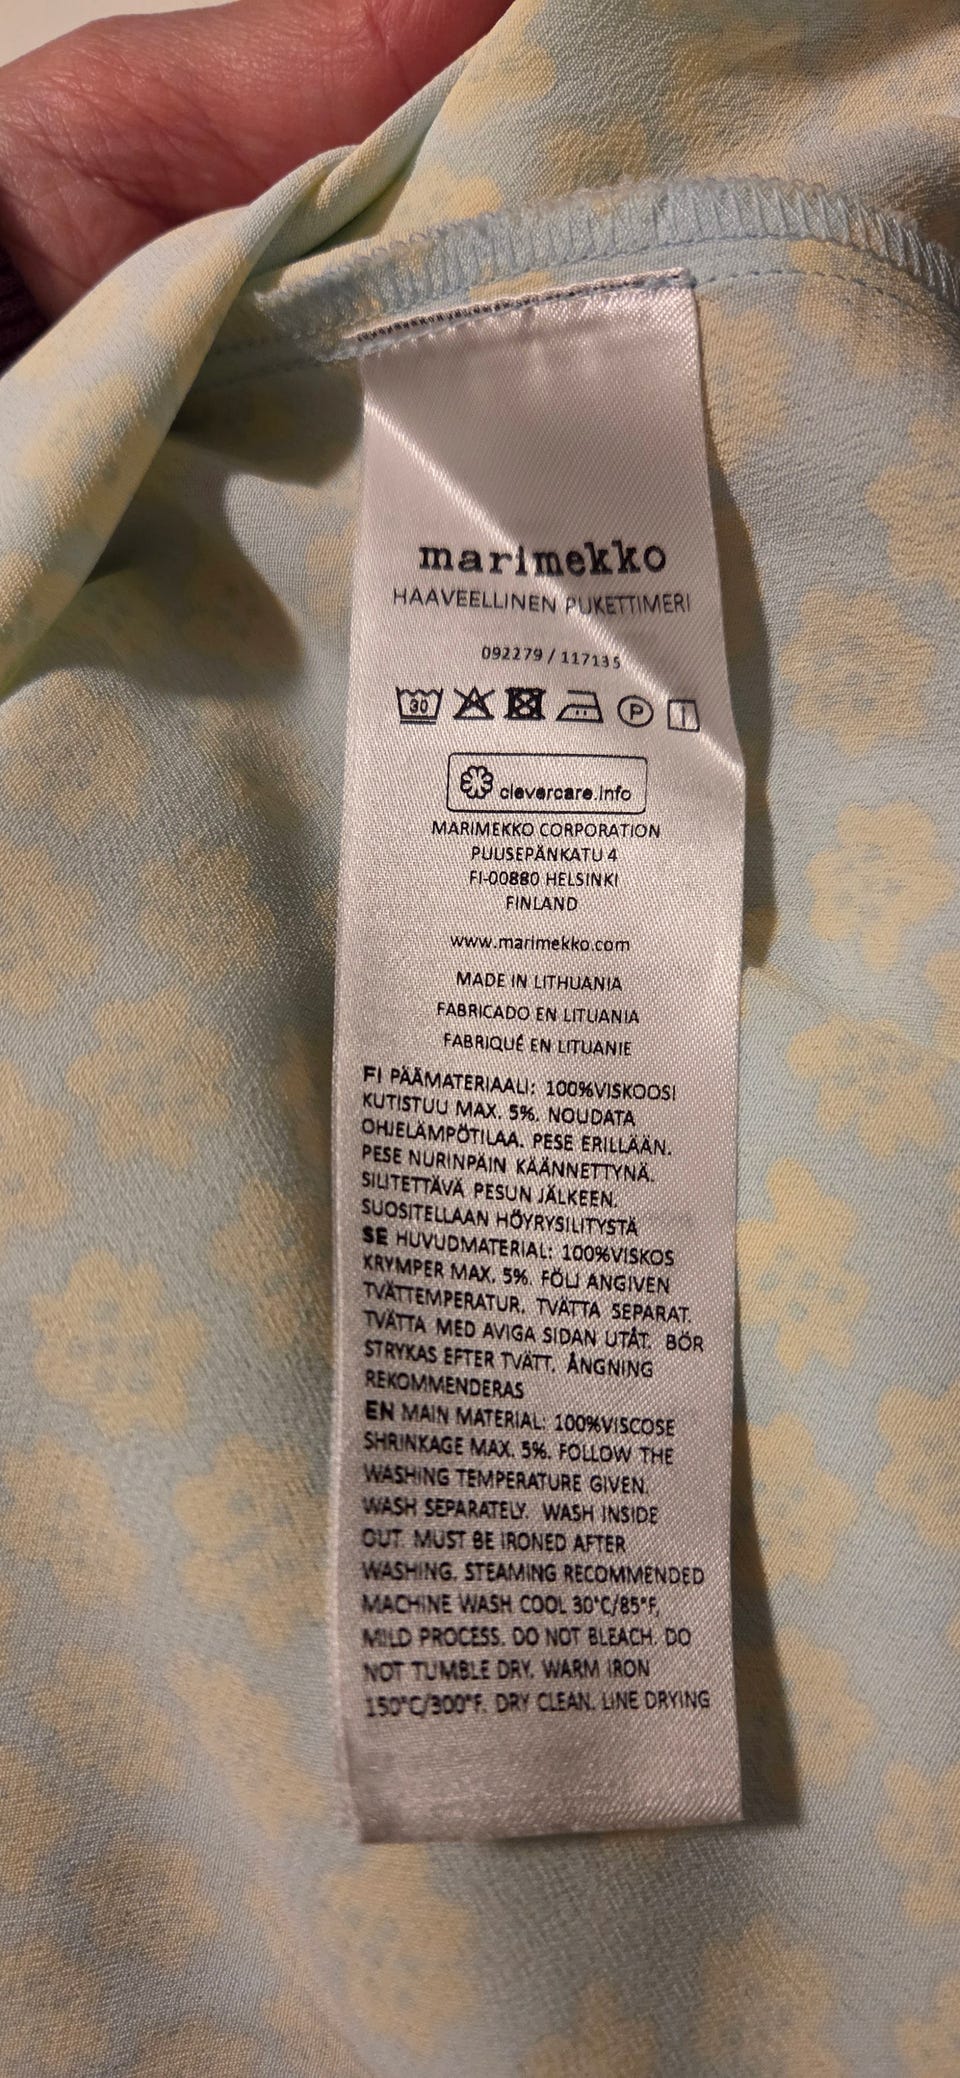 marimekko
HAAVEELLINEN PUKETTIMERI
092279 / 117135
30 P
clevercare.info
MARIMEKKO CORPORATION
PUUSEPÄNKATU 4
FI-00880 HELSINKI
FINLAND
www.marimekko.com
MADE IN LITHUANIA
FABRICADO EN LITUANIA
FABRIQUÉ EN LITUANIE
FI PÄÄMATERIAALI: 100%VISKOOSI
KUTISTUU MAX. 5%. NOUDATA
OHJELÄMPÖTILAA. PESE ERILLÄÄN.
PESE NURINPÄIN KÄÄNNETTYNÄ.
SILITETTÄVÄ PESUN JÄLKEEN.
SUOSITELLAAN HÖYRYSILITYSTÄ
SE HUVUDMATERIAL: 100%VISKOS
KRYMPER MAX. 5%. FÖLJ ANGIVEN
TVÄTTEMPERATUR. TVÄTTA SEPARAT.
TVÄTTA MED AVIGA SIDAN UTÅT. BÖR
STRYKAS EFTER TVÄTT. ÅNGNING
REKOMMENDERAS
EN MAIN MATERIAL: 100%VISCOSE
SHRINKAGE MAX. 5%. FOLLOW THE
WASHING TEMPERATURE GIVEN.
WASH SEPARATELY. WASH INSIDE
OUT. MUST BE IRONED AFTER
WASHING. STEAMING RECOMMENDED
MACHINE WASH COOL 30°C/85°F,
MILD PROCESS. DO NOT BLEACH. DO
NOT TUMBLE DRY. WARM IRON
150°C/300°F. DRY CLEAN. LINE DRYING